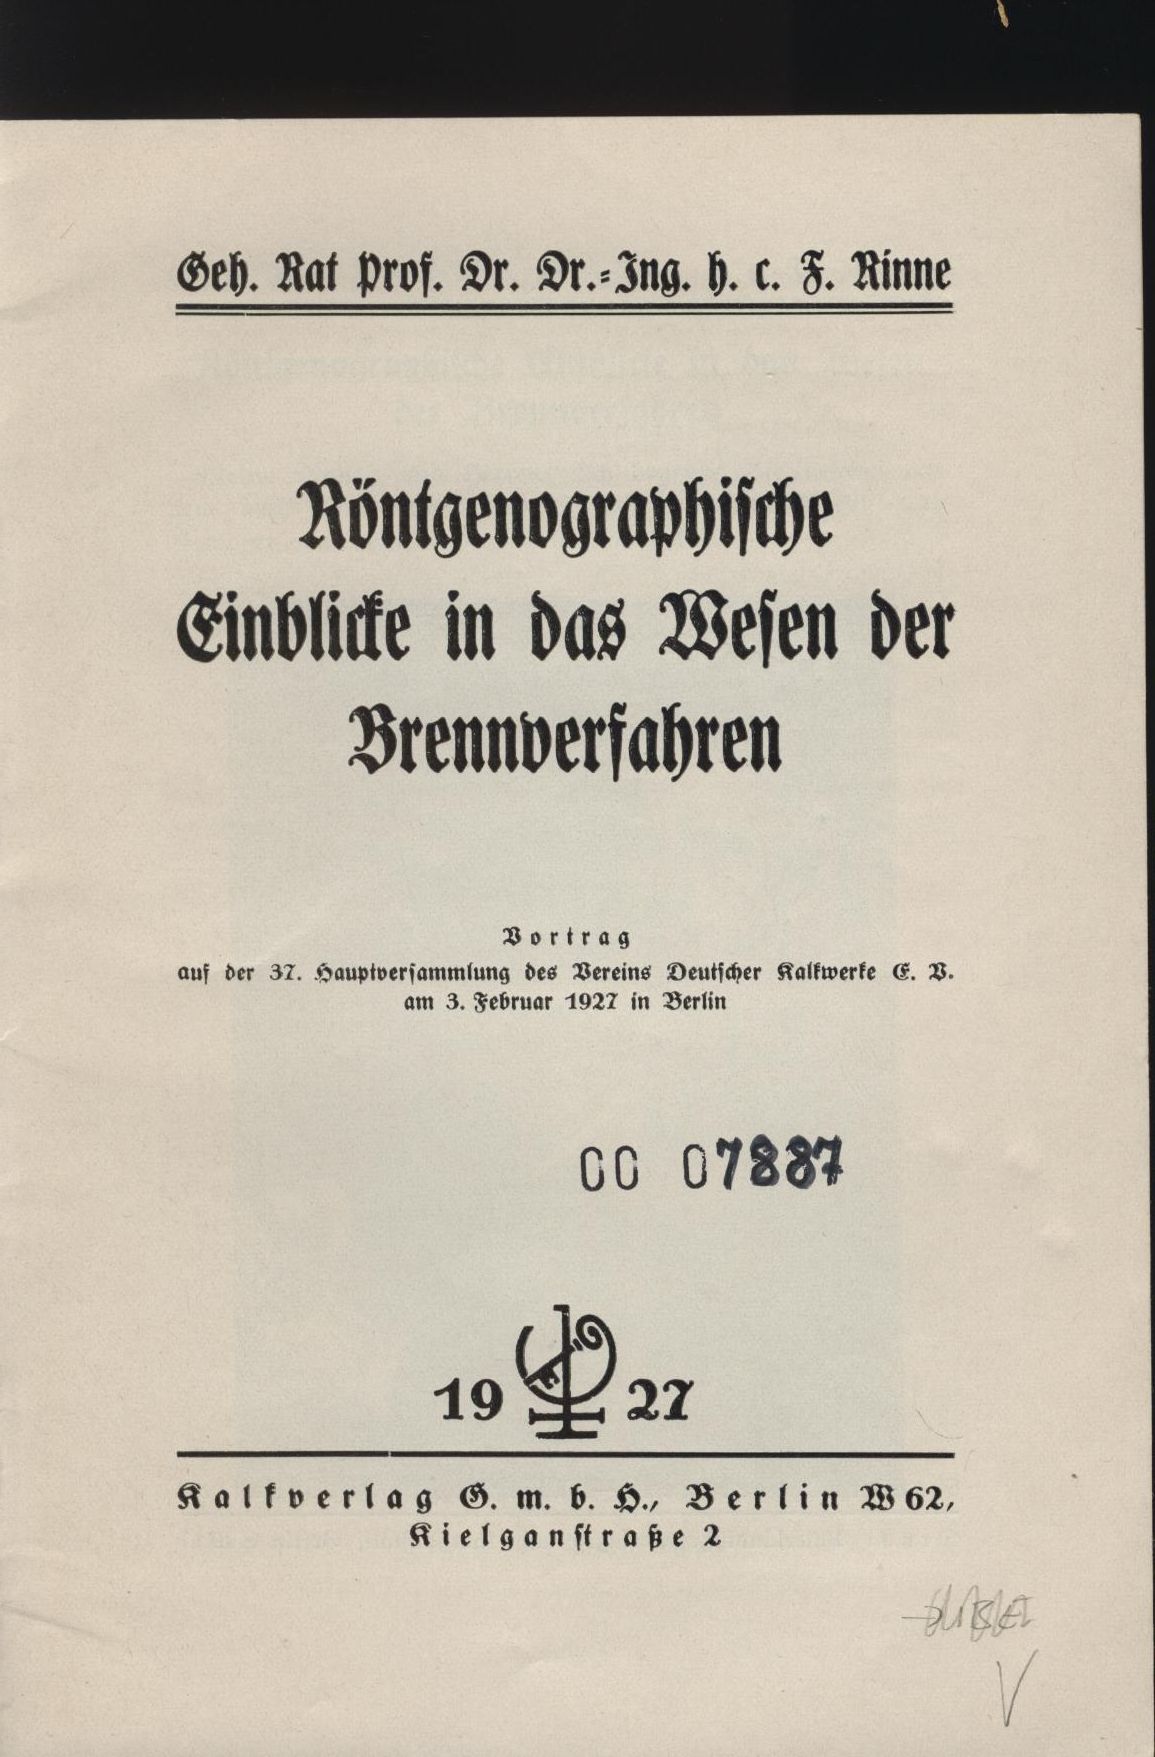 Geh. Rat Prof. Dr. Dr.=Ing. h. c. F. Rinne
Röntgenographische
Einblicke in das Wesen der
Brennverfahren
Vortrag
auf der 37. Hauptversammlung des Vereins Deutscher Kalkwerke E. V.
am 3. Februar 1927 in Berlin
00 07887
19 27
Kalkverlag G. m. b. H., Berlin W 62,
Kielganstraße 2
V